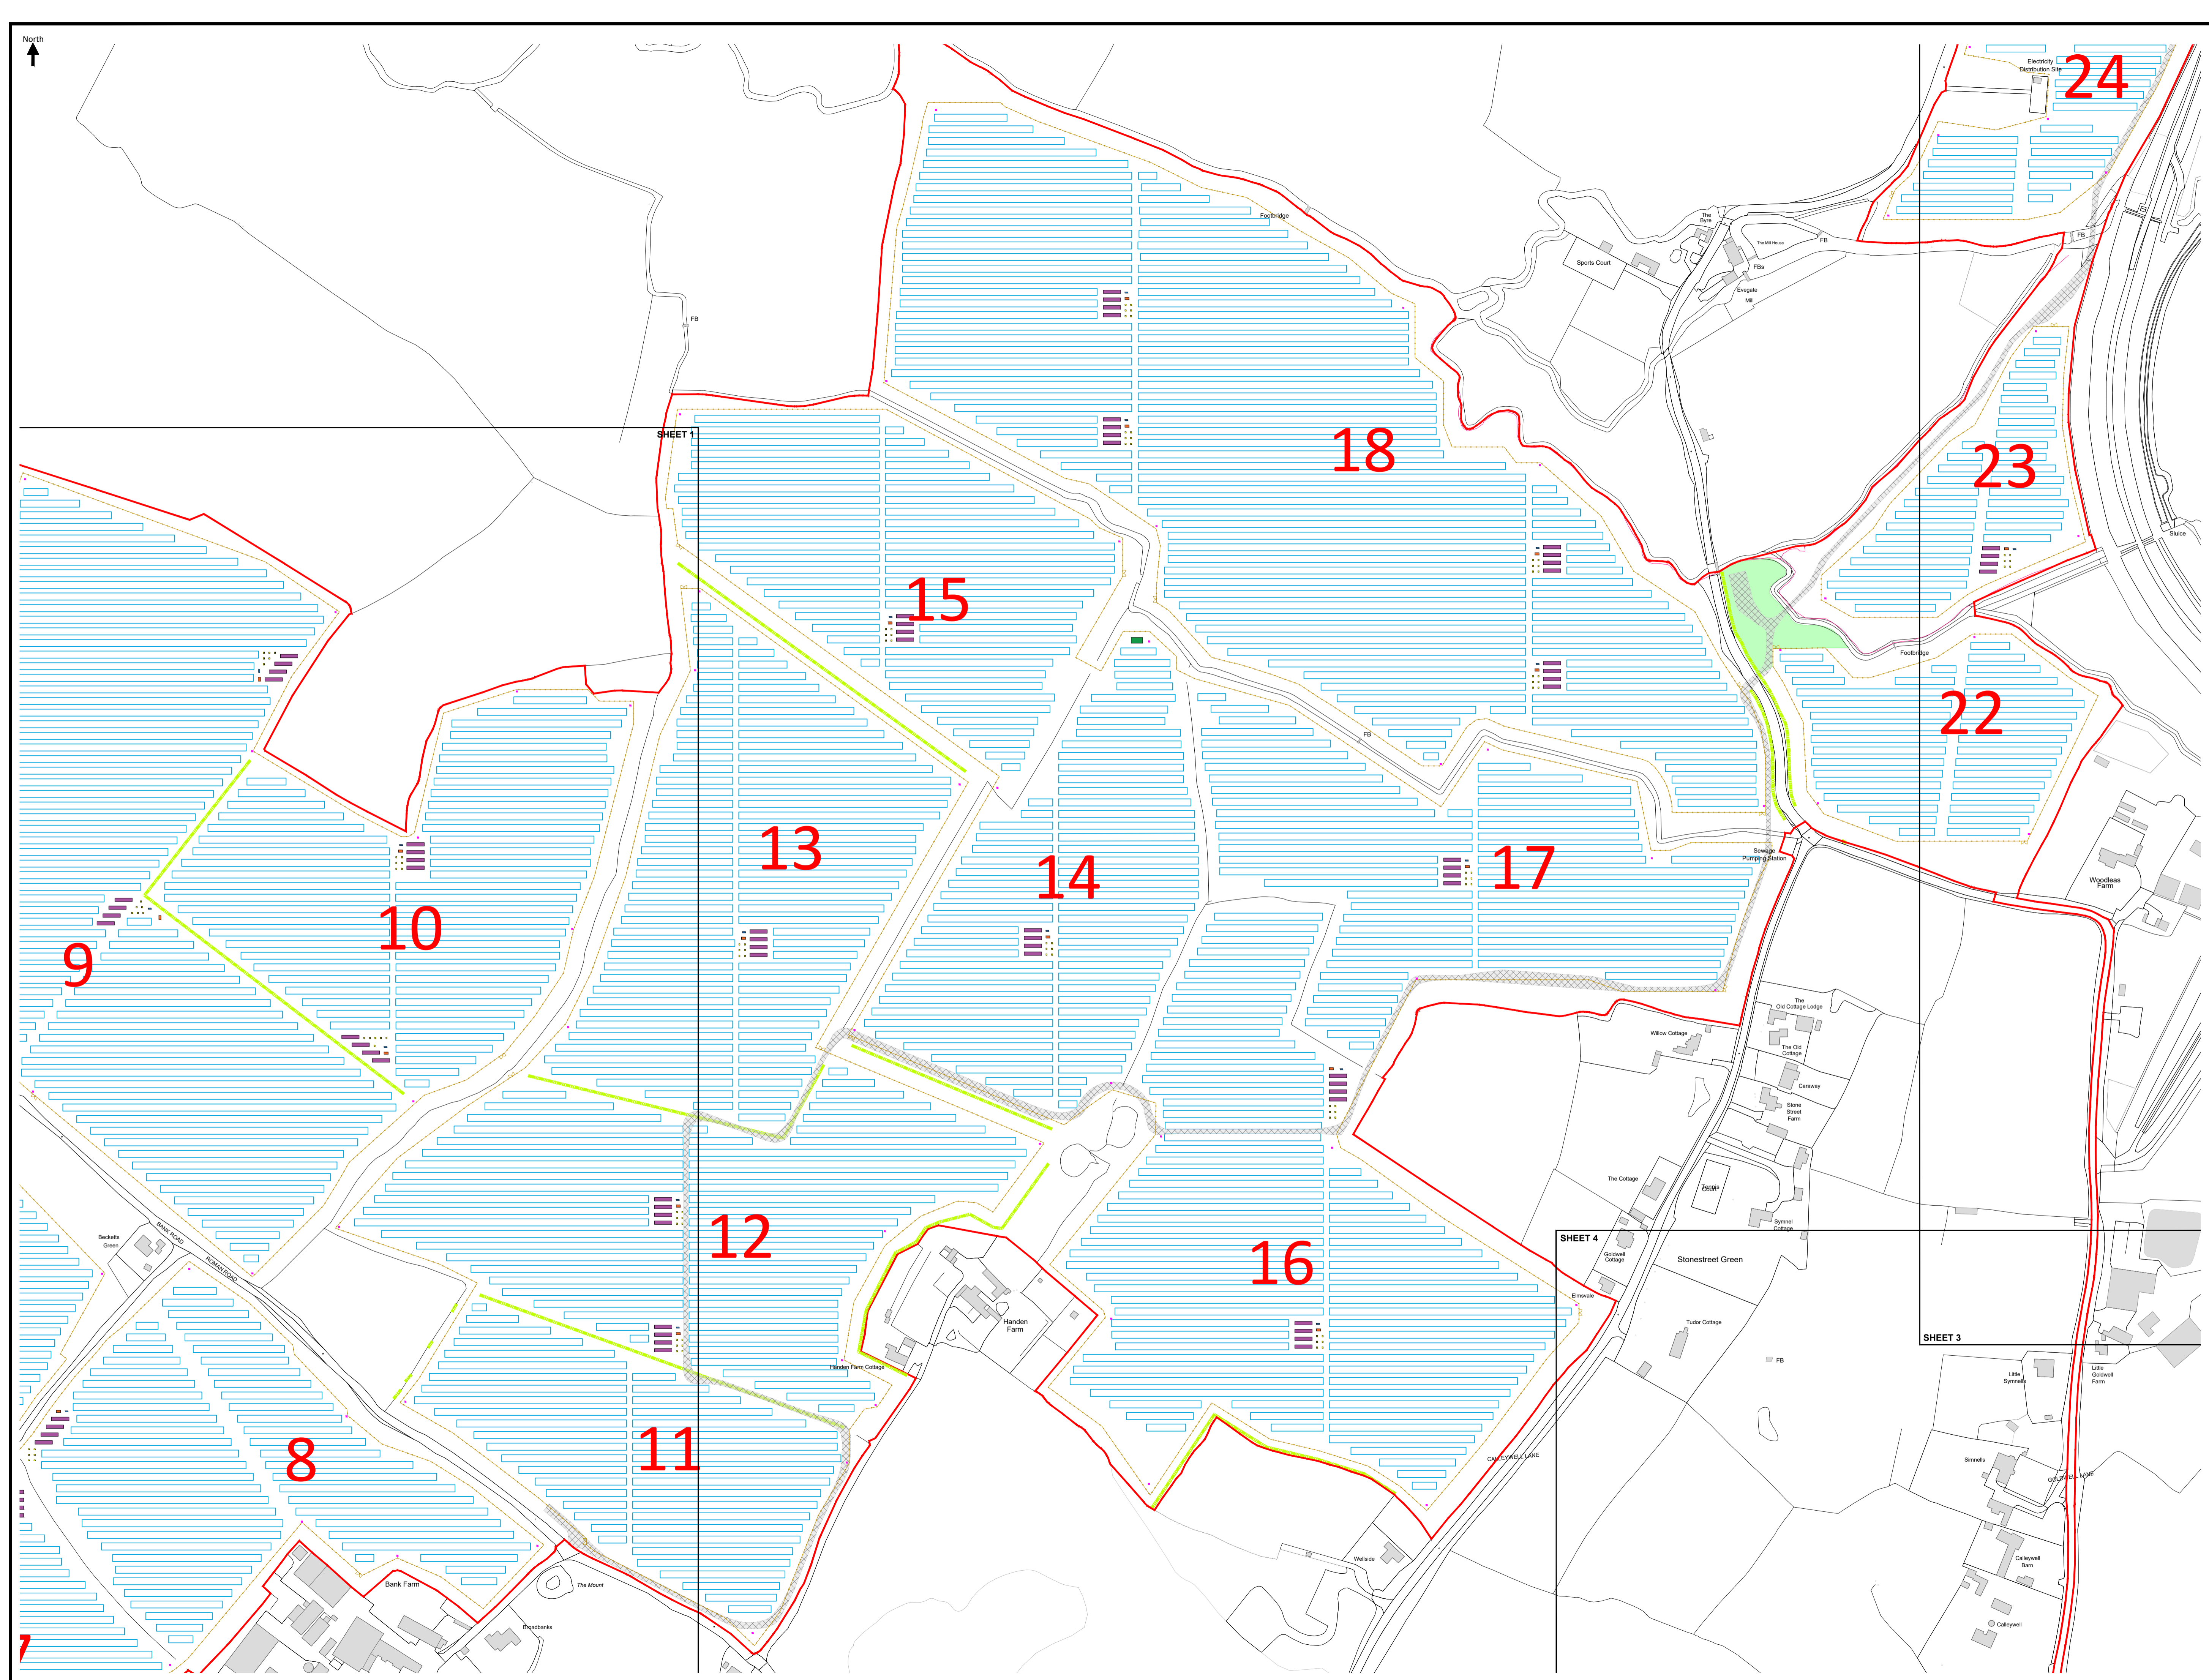 North
Electricity
Distribution Site
24
The
Byre
Footbridge
The Mill House
FB
FB
Sports Court
FBs
Evegate
Mill
FB
SHEET 1
18
23
Sluice
15
Footbridge
22
FB
13
14
17
Sewage
Pumping Station
Woodleas
Farm
10
9
The
Old Cottage Lodge
Willow Cottage
The Old
Cottage
Caraway
Stone
Street
Farm
The Cottage
Tennis
Court
Symnel
Cottage
BANK ROAD
Becketts
Green
12
SHEET 4
Goldwell
Cottage
Stonestreet Green
ROMAN ROAD
16
Elmsvale
Handen
Farm
Tudor Cottage
SHEET 3
FB
Handen Farm Cottage
Little
Symnells
Little
Goldwell
Farm
11
8
CALLEYWELL LANE
Simnells
GOLDWELL LANE
Wellside
Calleywell
Barn
Bank Farm
The Mount
Broadbanks
Calleywell
7